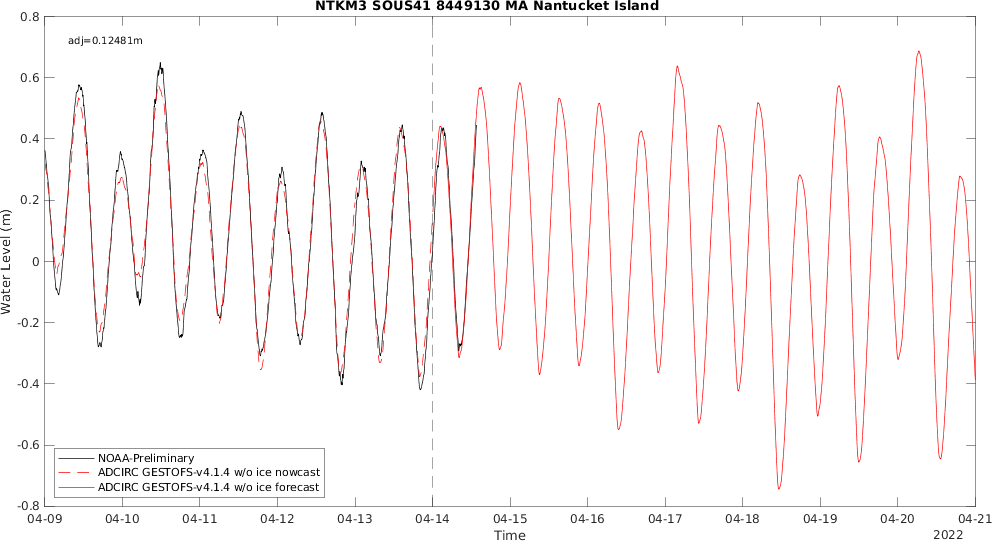 NTKM3 SOUS41 8449130 MA Nantucket Island
adj=0.12481m
0.8
0.6
0.4
0.2
0
-0.2
-0.4
-0.6
-0.8
Water Level (m)
NOAA-Preliminary
ADCIRC GESTOFS-v4.1.4 w/o ice nowcast
ADCIRC GESTOFS-v4.1.4 w/o ice forecast
04-09 04-10 04-11 04-12 04-13 04-14 04-15 04-16 04-17 04-18 04-19 04-20 04-21
Time
2022